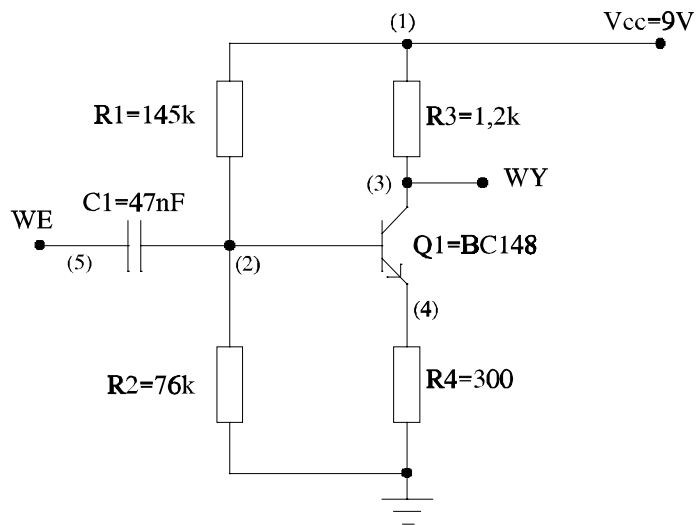 (1)
Vcc=9V
R1=145k
R3=1,2k
C1=47nF
(3)
WY
WE
(5)
(2)
Q1=BC148
(4)
R2=76k
R4=300